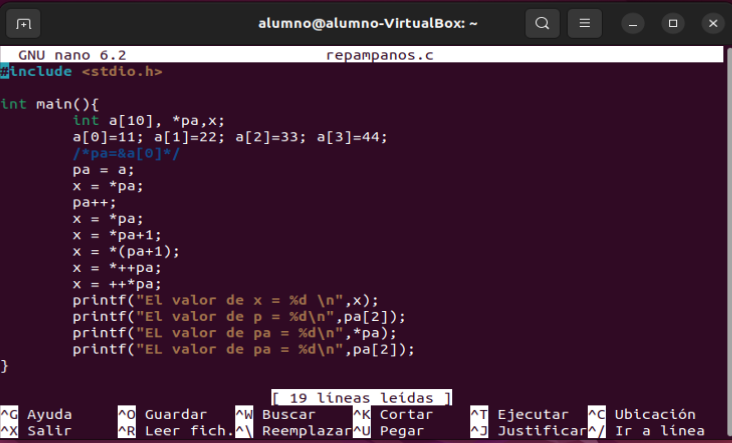 alumno@alumno-VirtualBox: ~
GNU nano 6.2 repampanos.c
#include <stdio.h>
int main(){
int a[10], *pa,x;
a[0]=11; a[1]=22; a[2]=33; a[3]=44;
/*pa=&a[0]*/
pa = a;
x = *pa;
pa++;
x = *pa;
x = *pa+1;
x = *(pa+1);
x = *++pa;
x = ++*pa;
printf("El valor de x = %d \n",x);
printf("El valor de p = %d\n",pa[2]);
printf("EL valor de pa = %d\n",*pa);
printf("EL valor de pa = %d\n",pa[2]);
}
[ 19 líneas leídas ]
^G Ayuda ^O Guardar ^W Buscar ^K Cortar ^T Ejecutar ^C Ubicación
^X Salir ^R Leer fich. ^\ Reemplazar ^U Pegar ^J Justificar ^/ Ir a línea